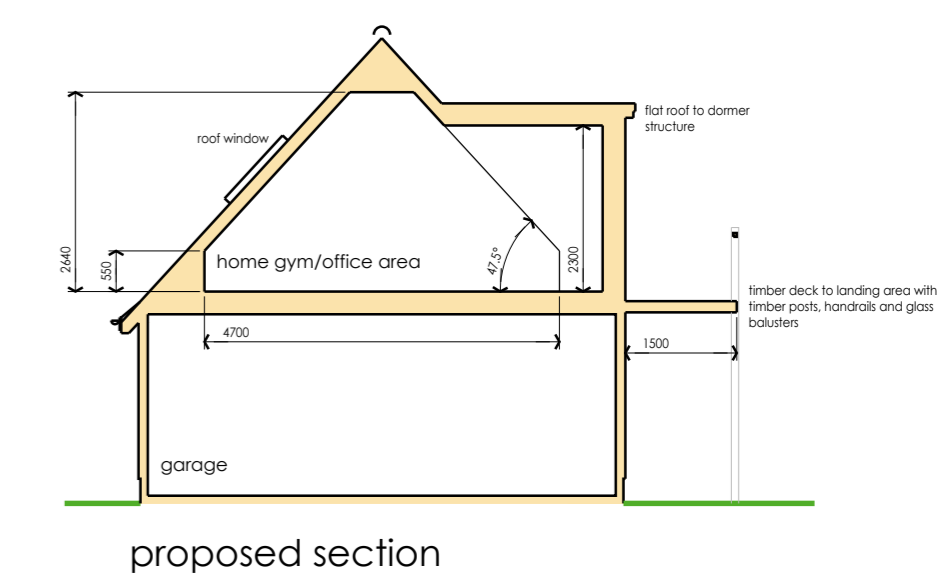 flat roof to dormer
structure
roof window
2640
550
home gym/office area
47.5°
2300
timber deck to landing area with
timber posts, handrails and glass
balusters
4700
1500
garage
proposed section